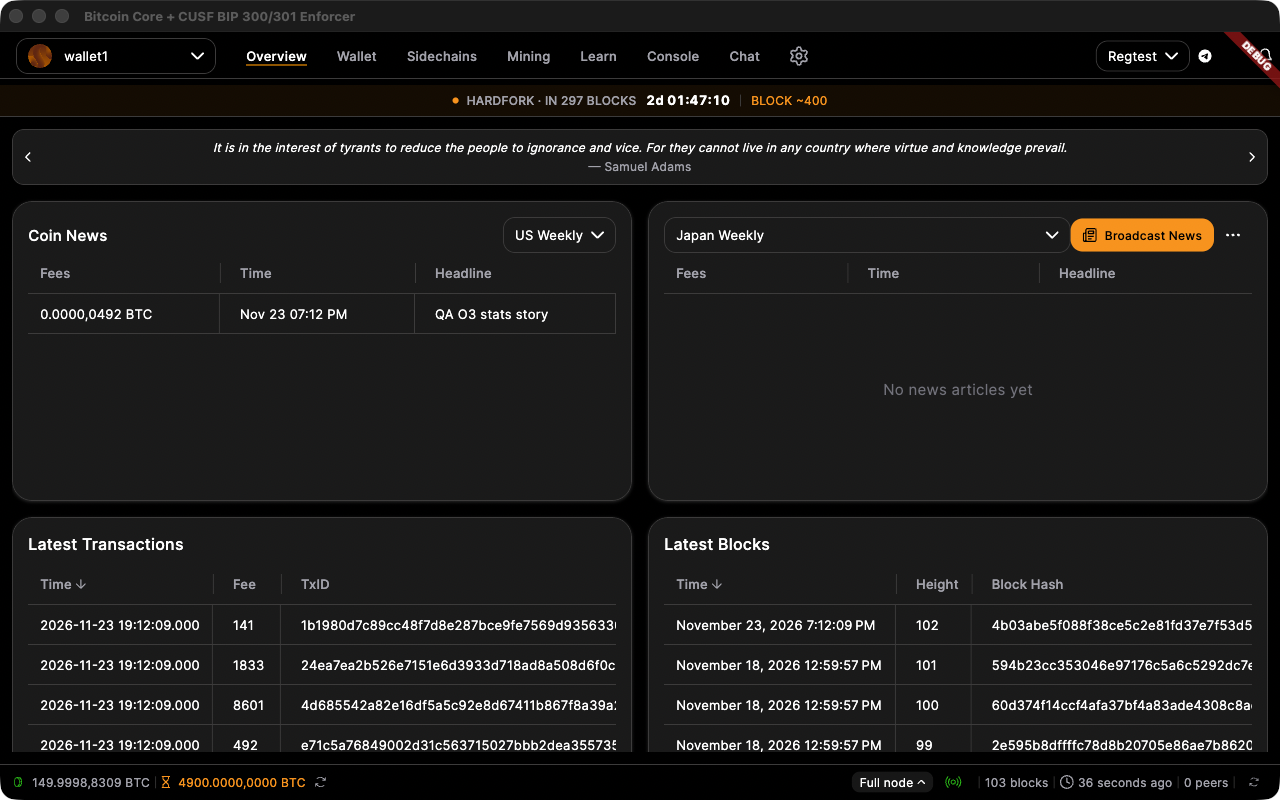 Bitcoin Core + CUSF BIP 300/301 Enforcer
wallet1 Overview Wallet Sidechains Mining Learn Console Chat Regtest DEBUG
HARDFORK · IN 297 BLOCKS 2d 01:47:10 BLOCK ~400
It is in the interest of tyrants to reduce the people to ignorance and vice. For they cannot live in any country where virtue and knowledge prevail.
— Samuel Adams
Coin News US Weekly
Fees Time Headline
0.0000,0492 BTC Nov 23 07:12 PM QA O3 stats story
Japan Weekly Broadcast News
Fees Time Headline
No news articles yet
Latest Transactions
Time Fee TxID
2026-11-23 19:12:09.000 141 1b1980d7c89cc48f7d8e287bce9fe7569d935633
2026-11-23 19:12:09.000 1833 24ea7ea2b526e7151e6d3933d718ad8a508d6f0c
2026-11-23 19:12:09.000 8601 4d685542a82e16df5a5c92e8d67411b867f8a39a
2026-11-23 19:12:09.000 492 e71c5a76849002d31c563715027bbb2dea355735
Latest Blocks
Time Height Block Hash
November 23, 2026 7:12:09 PM 102 4b03abe5f088f38ce5c2e81fd37e7f53d5
November 18, 2026 12:59:57 PM 101 594b23cc353046e97176c5a6c5292dc7e
November 18, 2026 12:59:57 PM 100 60d374f14ccf4afa37bf4a83ade4308c8a
November 18, 2026 12:59:57 PM 99 2e595b8dffffc78d8b20705e86ae7b8620
149.9998,8309 BTC 4900.0000,0000 BTC Full node 103 blocks 36 seconds ago 0 peers